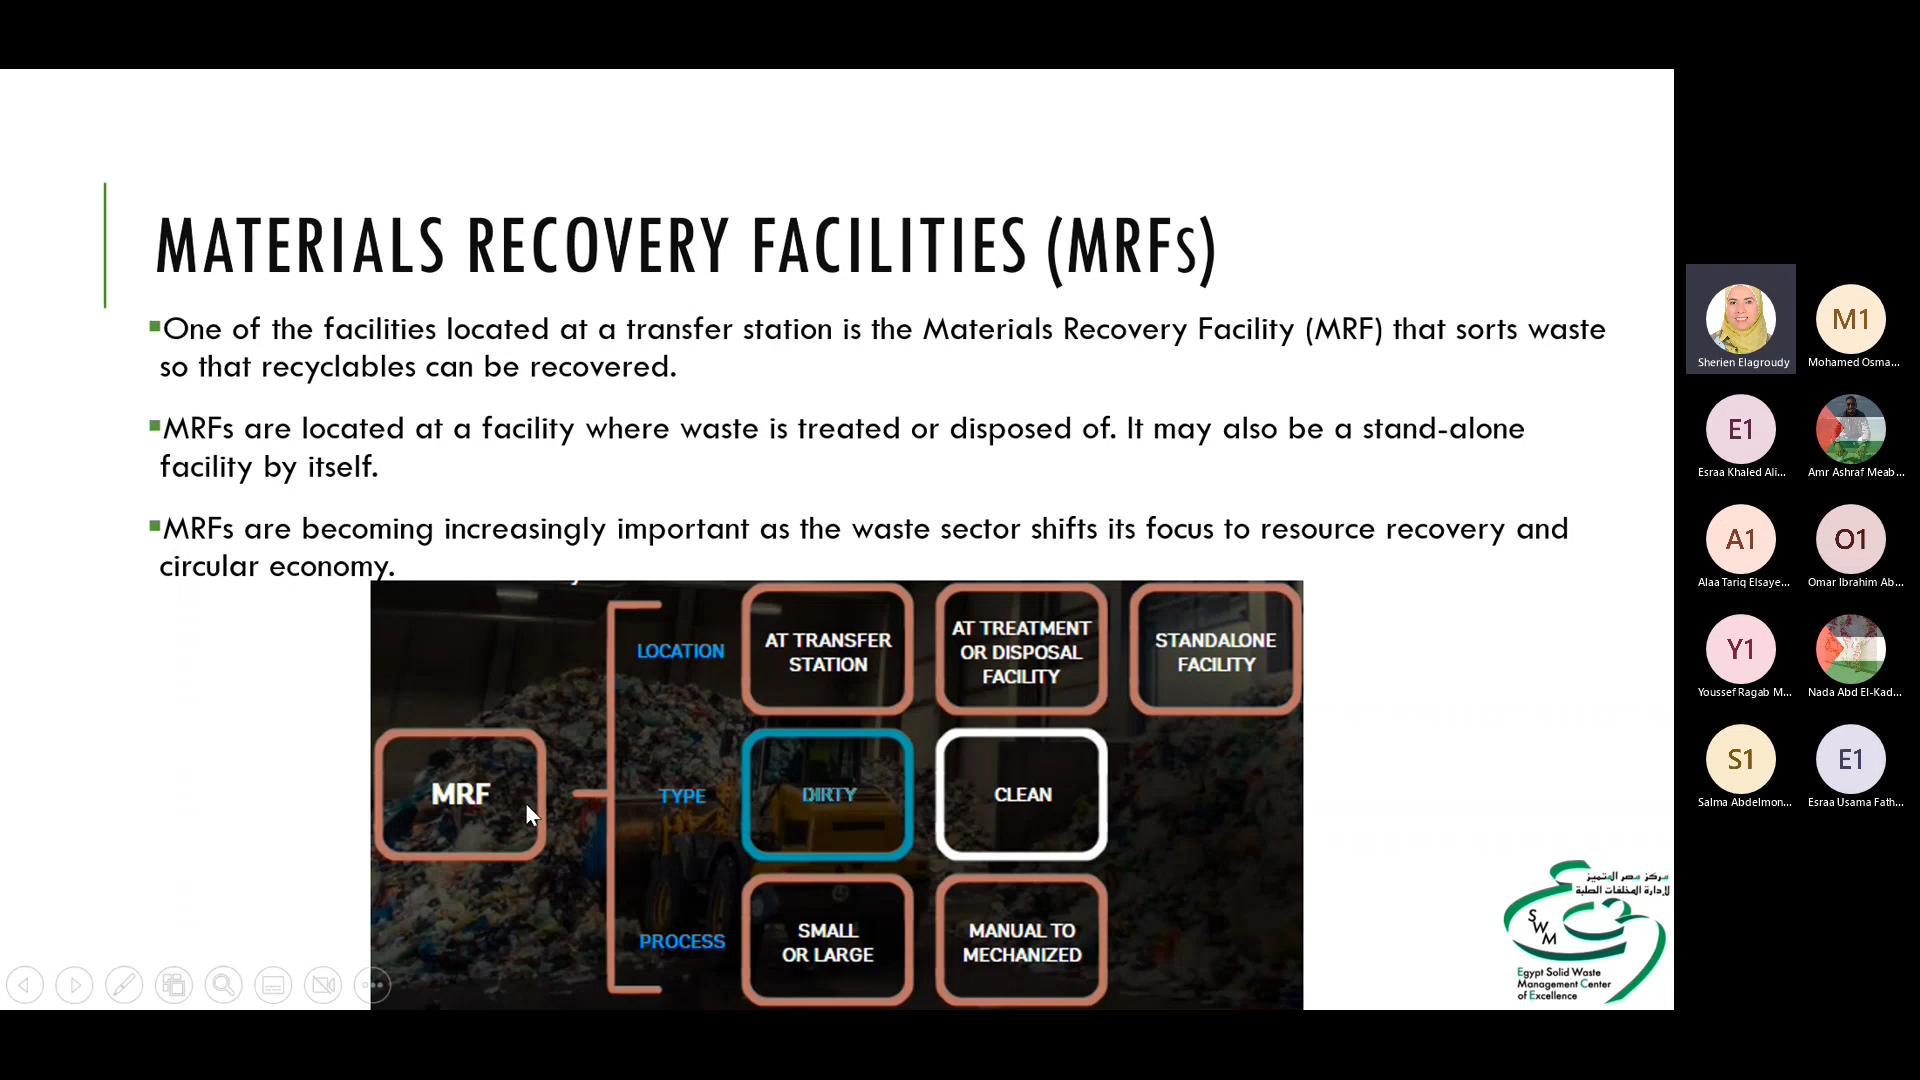 MATERIALS RECOVERY FACILITIES (MRFs)
▪One of the facilities located at a transfer station is the Materials Recovery Facility (MRF) that sorts waste
so that recyclables can be recovered.
▪MRFs are located at a facility where waste is treated or disposed of. It may also be a stand-alone
facility by itself.
▪MRFs are becoming increasingly important as the waste sector shifts its focus to resource recovery and
circular economy.
MRF
LOCATION
AT TRANSFER
STATION
AT TREATMENT
OR DISPOSAL
FACILITY
STANDALONE
FACILITY
TYPE
DIRTY
CLEAN
PROCESS
SMALL
OR LARGE
MANUAL TO
MECHANIZED
مركز مصر المتميز
لإدارة المخلفات الصلبة
SWM
Egypt Solid Waste
Management Center
of Excellence
Sherien Elagroudy
M1
Mohamed Osma...
E1
Esraa Khaled Ali...
Amr Ashraf Meab...
A1
Alaa Tariq Elsaye...
O1
Omar Ibrahim Ab...
Y1
Youssef Ragab M...
Nada Abd El-Kad...
S1
Salma Abdelmon...
E1
Esraa Usama Fath...